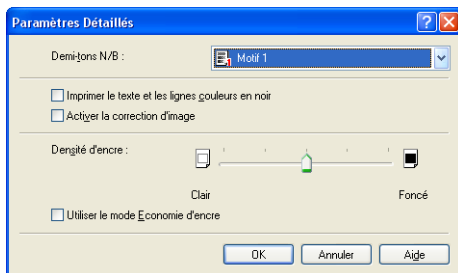 Paramètres Détaillés
Demi-tons N/B : Motif 1
Imprimer le texte et les lignes couleurs en noir
Activer la correction d'image
Densité d'encre :
Clair Foncé
Utiliser le mode Economie d'encre
OK Annuler Aide